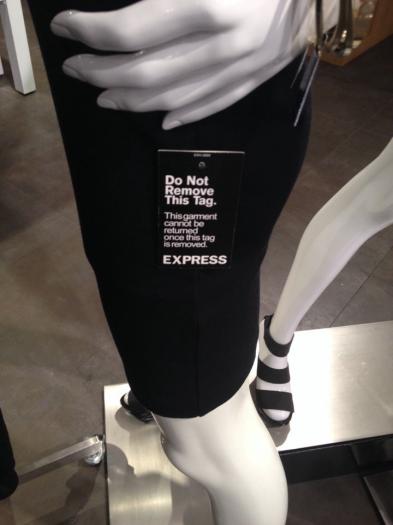 Do Not
Remove
This Tag.
This garment
cannot be
returned
once this tag
is removed.
EXPRESS